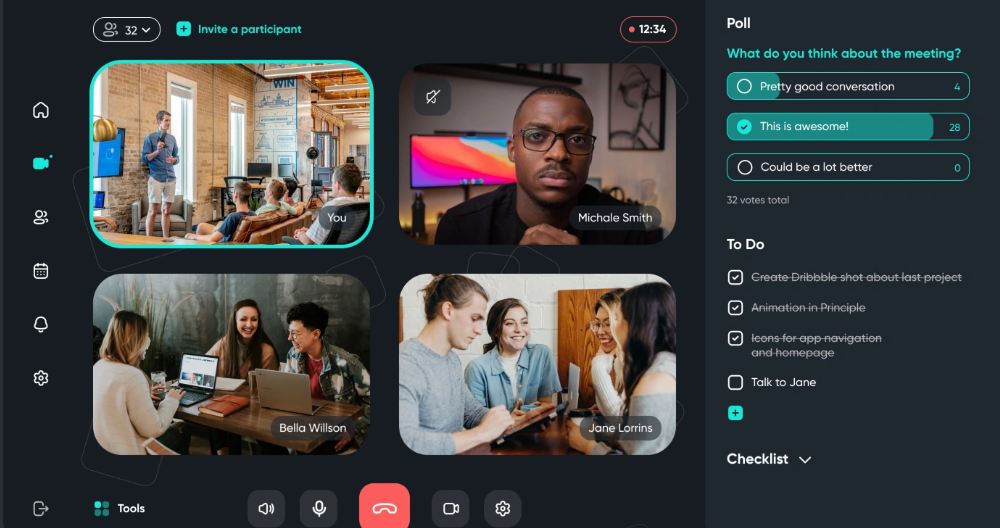 32
Invite a participant
12:34
WIN
You
Michale Smith
Bella Willson
Jane Lorrins
Tools
Poll
What do you think about the meeting?
Pretty good conversation 4
This is awesome! 28
Could be a lot better 0
32 votes total
To Do
Create Dribbble shot about last project
Animation in Principle
Icons for app navigation
and homepage
Talk to Jane
Checklist